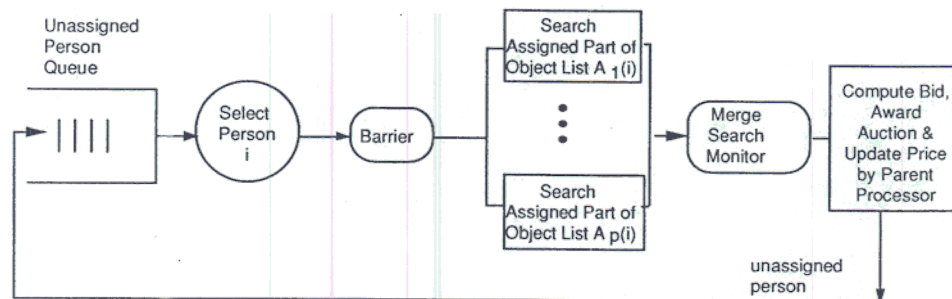 Unassigned
Person
Queue
Select
Person
i
Barrier
Search
Assigned Part of
Object List A 1(i)
Search
Assigned Part of
Object List A p(i)
Merge
Search
Monitor
Compute Bid,
Award
Auction &
Update Price
by Parent
Processor
unassigned
person